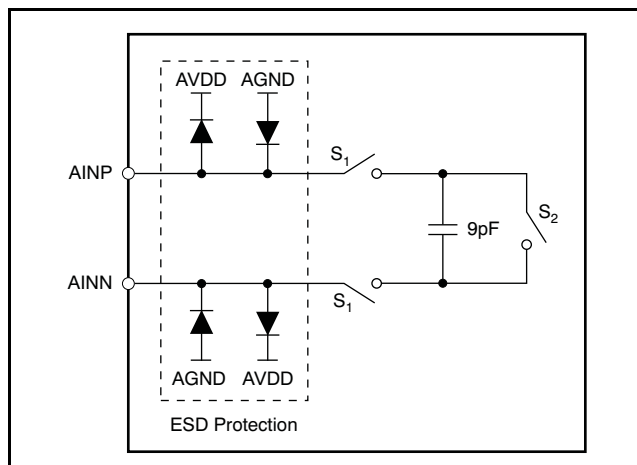 AVDD AGND
AINP
S1
S2
9pF
AINN
S1
AGND AVDD
ESD Protection